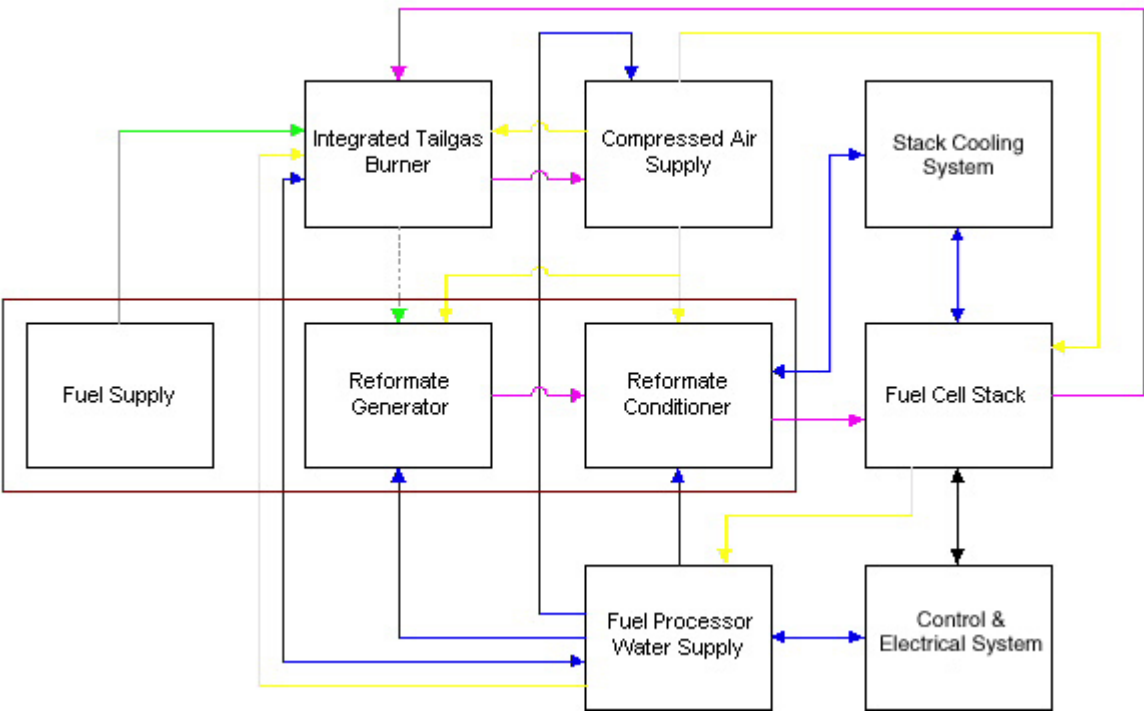 Integrated Tailgas
Burner
Compressed Air
Supply
Stack Cooling
System
Fuel Supply
Reformate
Generator
Reformate
Conditioner
Fuel Cell Stack
Fuel Processor
Water Supply
Control &
Electrical System